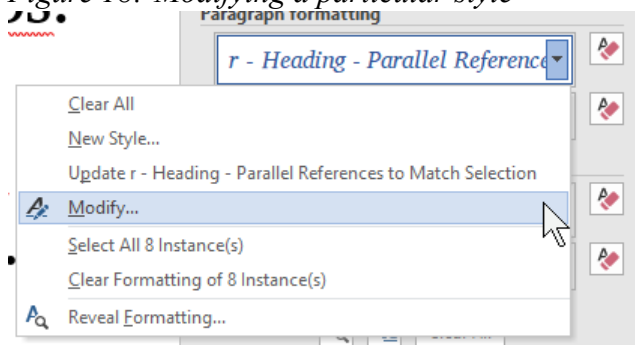 Figure 18: Modifying a particular style
Paragraph formatting
r - Heading - Parallel Reference
Clear All
New Style...
Update r - Heading - Parallel References to Match Selection
Modify...
Select All 8 Instance(s)
Clear Formatting of 8 Instance(s)
Reveal Formatting...